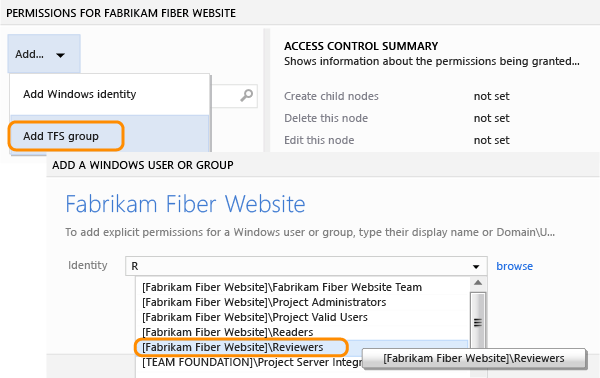 PERMISSIONS FOR FABRIKAM FIBER WEBSITE
Add...
Add Windows identity
Add TFS group
ACCESS CONTROL SUMMARY
Shows information about the permissions being granted...
Create child nodes not set
Delete this node not set
Edit this node not set
ADD A WINDOWS USER OR GROUP
Fabrikam Fiber Website
To add explicit permissions for a Windows user or group, type their display name or Domain\U...
Identity R browse
[Fabrikam Fiber Website]\Fabrikam Fiber Website Team
[Fabrikam Fiber Website]\Project Administrators
[Fabrikam Fiber Website]\Project Valid Users
[Fabrikam Fiber Website]\Readers
[Fabrikam Fiber Website]\Reviewers
[Fabrikam Fiber Website]\Reviewers
[TEAM FOUNDATION]\Project Server Integr